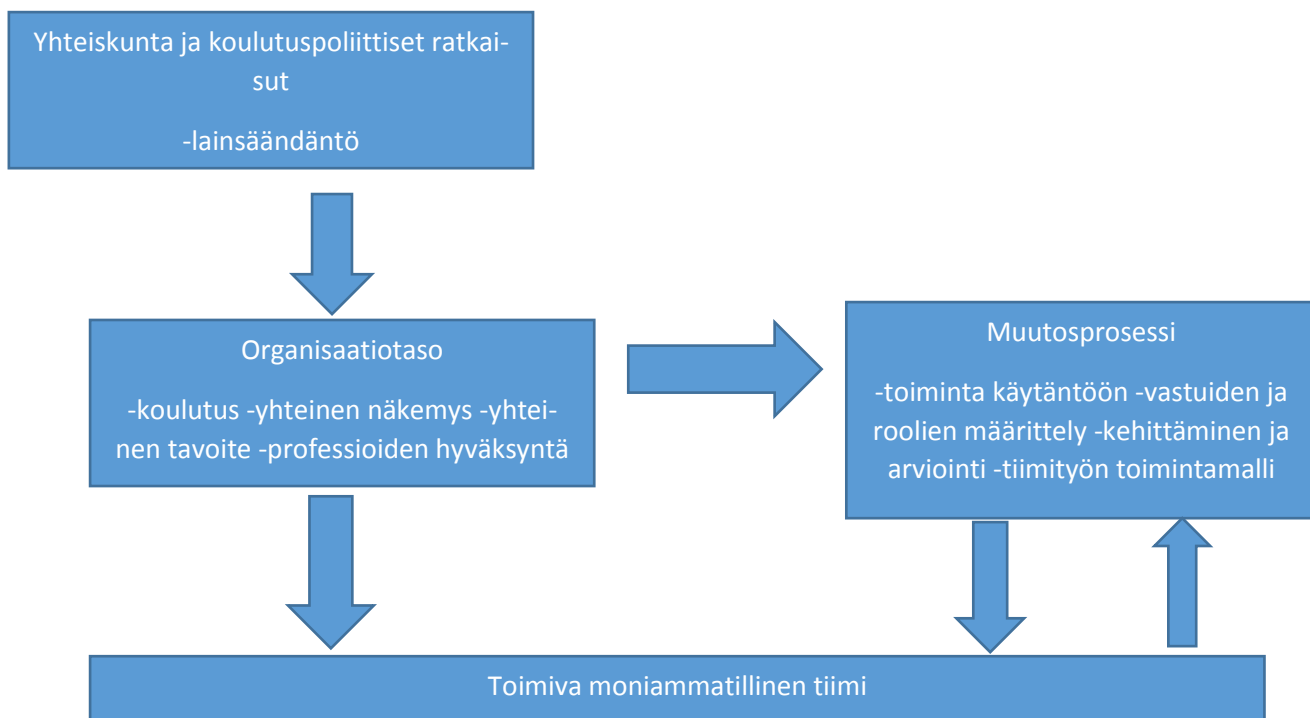 Yhteiskunta ja koulutuspoliittiset ratkai-
sut
-lainsäändäntö
Organisaatiotaso
-koulutus -yhteinen näkemys -yhtei-
nen tavoite -professioiden hyväksyntä
Muutosprosessi
-toiminta käytäntöön -vastuiden ja
roolien määrittely -kehittäminen ja
arviointi -tiimityön toimintamalli
Toimiva moniammatillinen tiimi